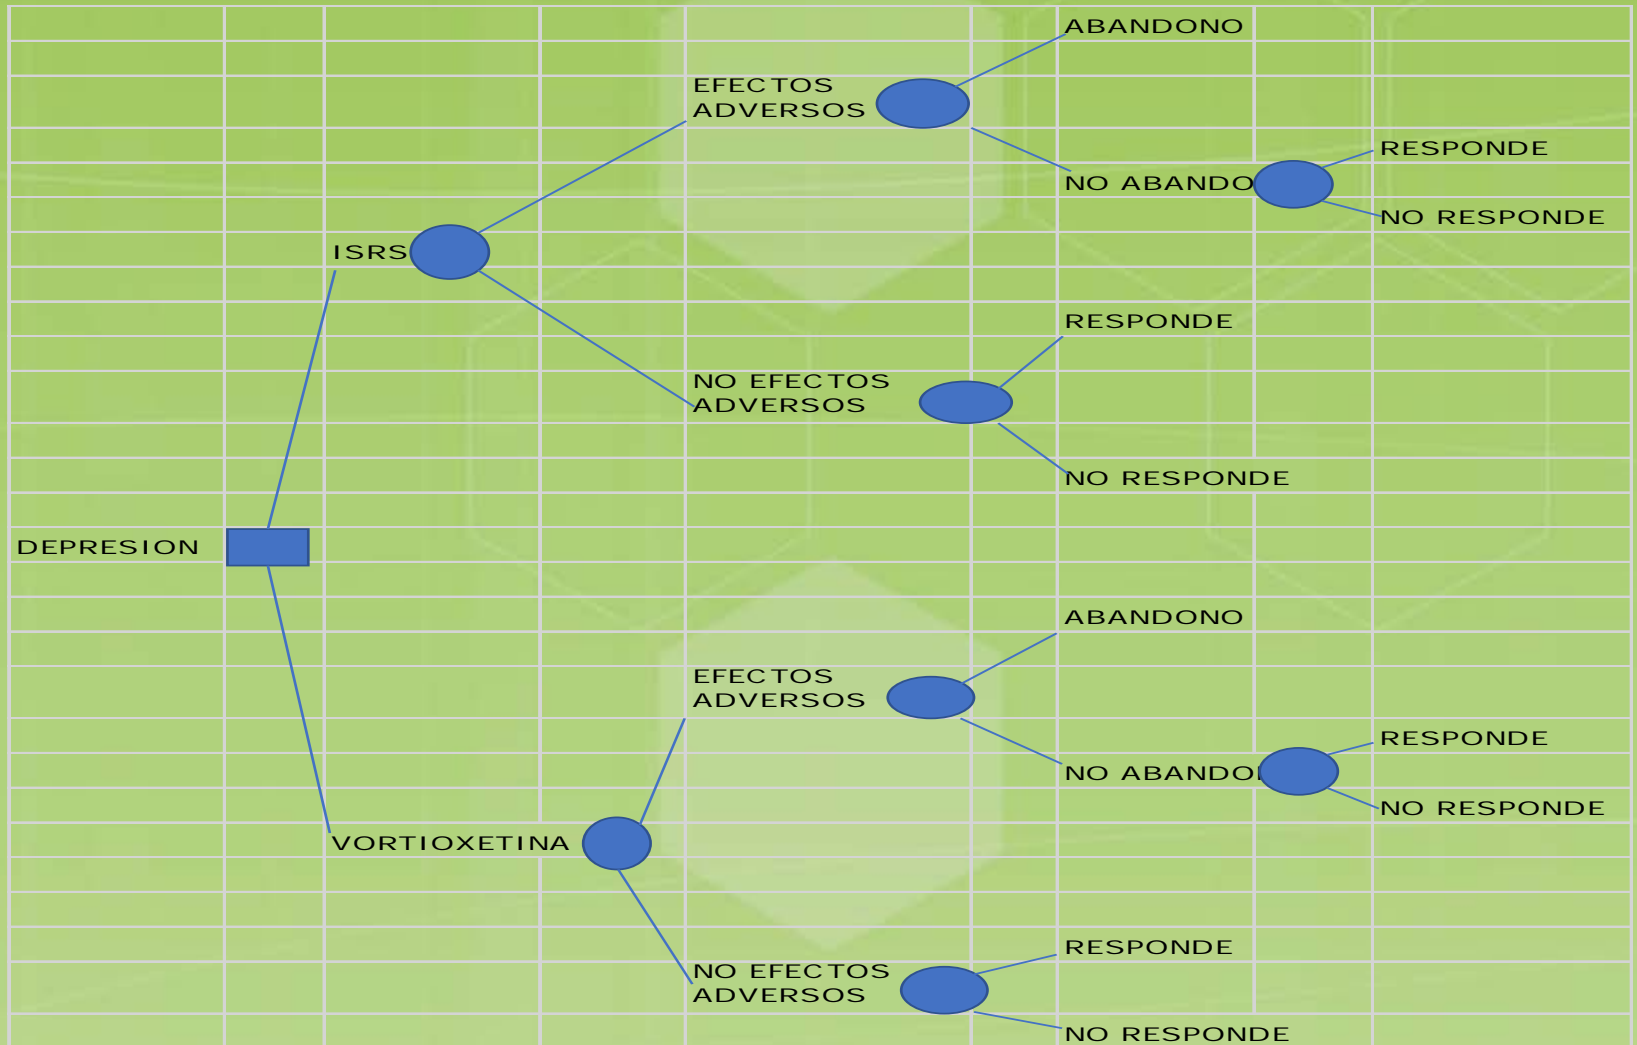 ABANDONO
EFECTOS
ADVERSOS
RESPONDE
NO ABANDO
NO RESPONDE
ISRS
RESPONDE
NO EFECTOS
ADVERSOS
NO RESPONDE
DEPRESION
ABANDONO
EFECTOS
ADVERSOS
RESPONDE
NO ABANDO
NO RESPONDE
VORTIOXETINA
RESPONDE
NO EFECTOS
ADVERSOS
NO RESPONDE